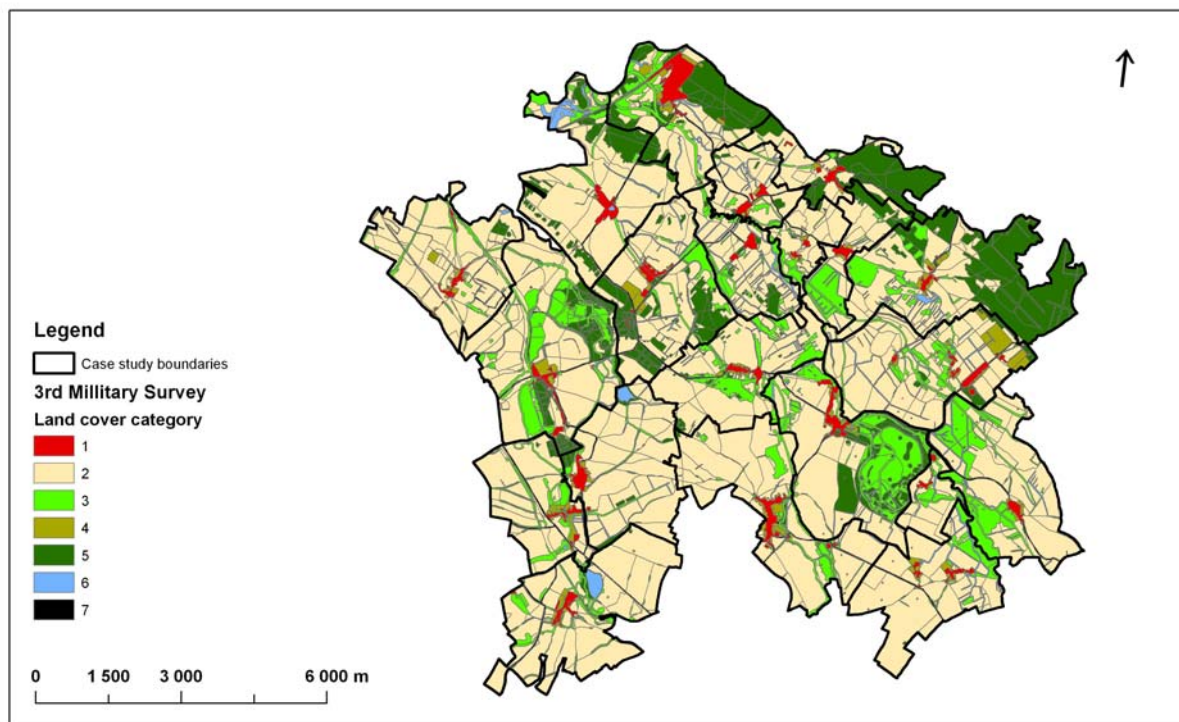 Legend
Case study boundaries
3rd Millitary Survey
Land cover category
1
2
3
4
5
6
7
0 1 500 3 000 6 000 m